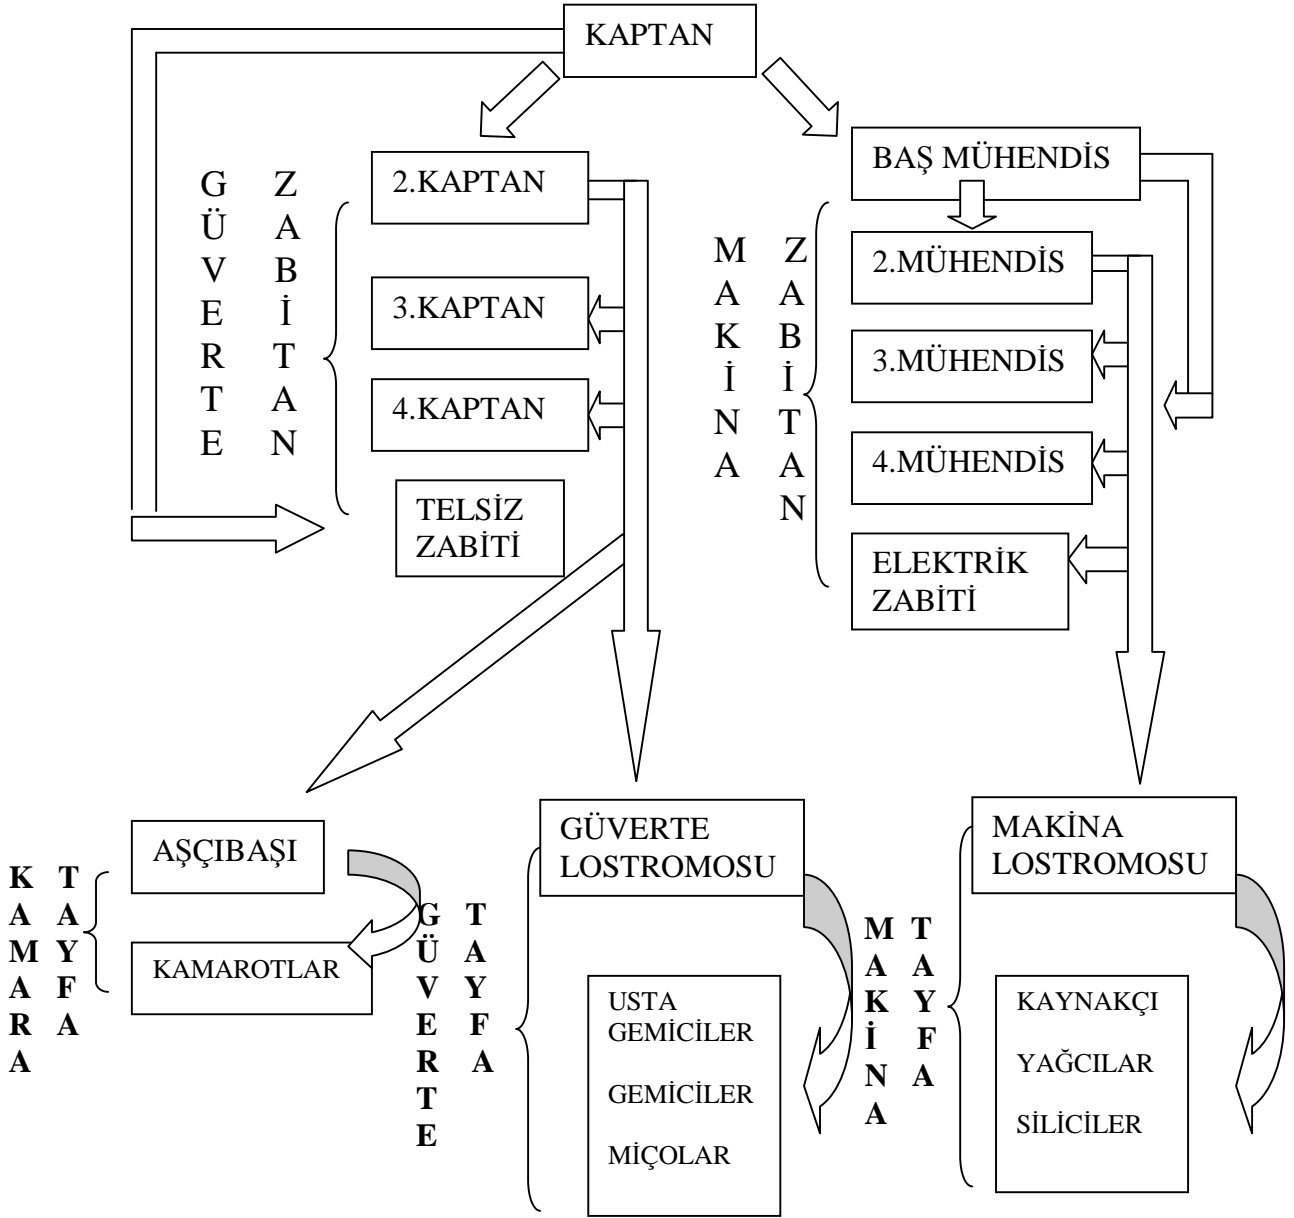 KAPTAN
BAŞ MÜHENDİS
GÜVERTE
ZABİTAN
2.KAPTAN
3.KAPTAN
4.KAPTAN
TELSİZ
ZABİTİ
MAKİNA
ZABİTAN
2.MÜHENDİS
3.MÜHENDİS
4.MÜHENDİS
ELEKTRİK
ZABİTİ
KAMARA
TAYFA
AŞÇIBAŞI
KAMAROTLAR
GÜVERTE
TAYFA
GÜVERTE
LOSTROMOSU
USTA
GEMİCİLER
GEMİCİLER
MİÇOLAR
MAKİNA
TAYFA
MAKİNA
LOSTROMOSU
KAYNAKÇI
YAĞCILAR
SİLİCİLER